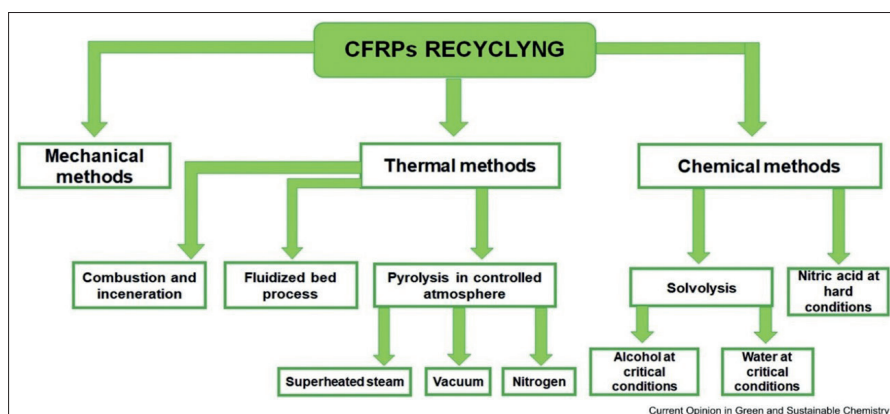 CFRPs RECYCLYNG
Mechanical
methods
Thermal methods
Chemical methods
Combustion and
inceneration
Fluidized bed
process
Pyrolysis in controlled
atmosphere
Solvolysis
Nitric acid at
hard
conditions
Superheated steam
Vacuum
Nitrogen
Alcohol at
critical
conditions
Water at
critical
conditions
Current Opinion in Green and Sustainable Chemistry